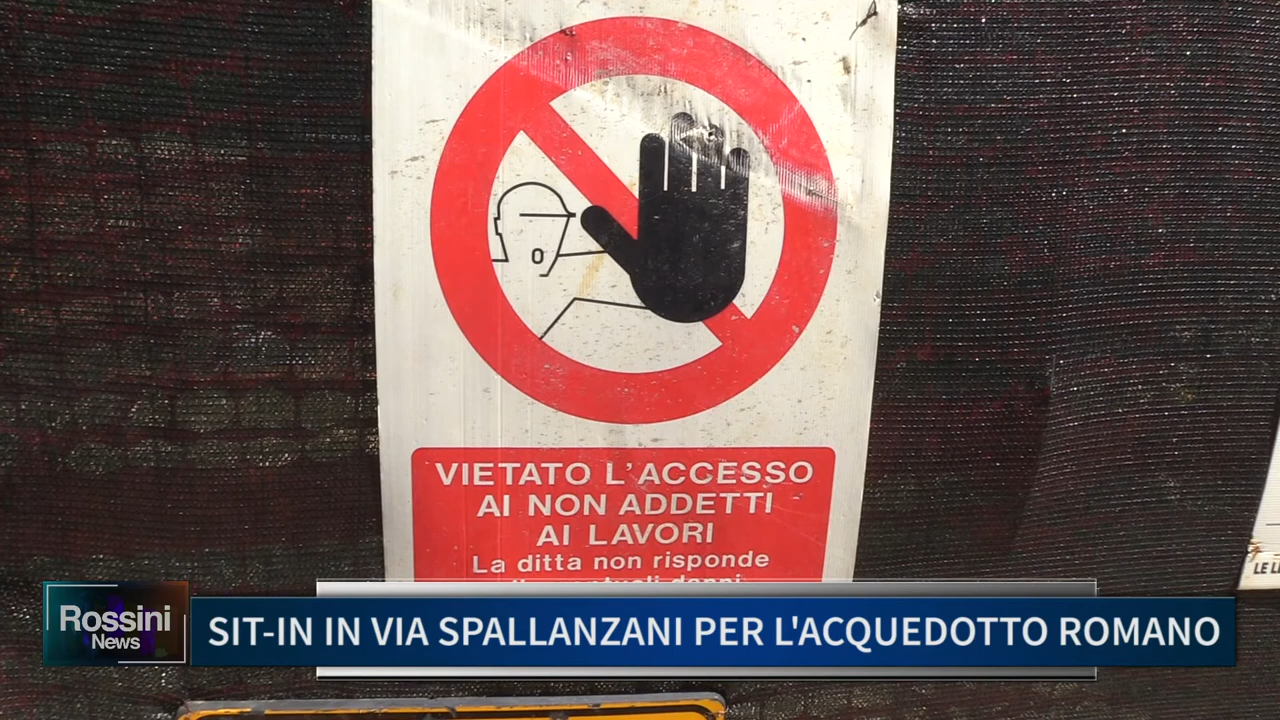 VIETATO L'ACCESSO
AI NON ADDETTI
AI LAVORI
La ditta non risponde
Rossini
News
SIT-IN IN VIA SPALLANZANI PER L'ACQUEDOTTO ROMANO